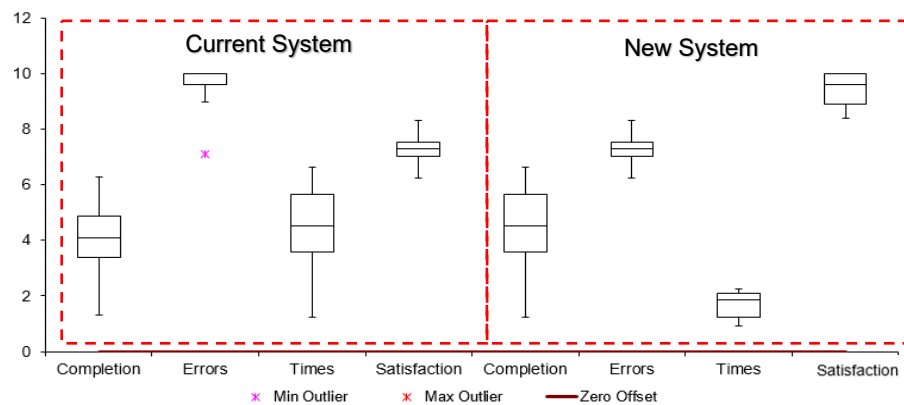 12
Current System
New System
10
8
6
4
2
0
Completion Errors Times Satisfaction Completion Errors Times Satisfaction
Min Outlier Max Outlier Zero Offset